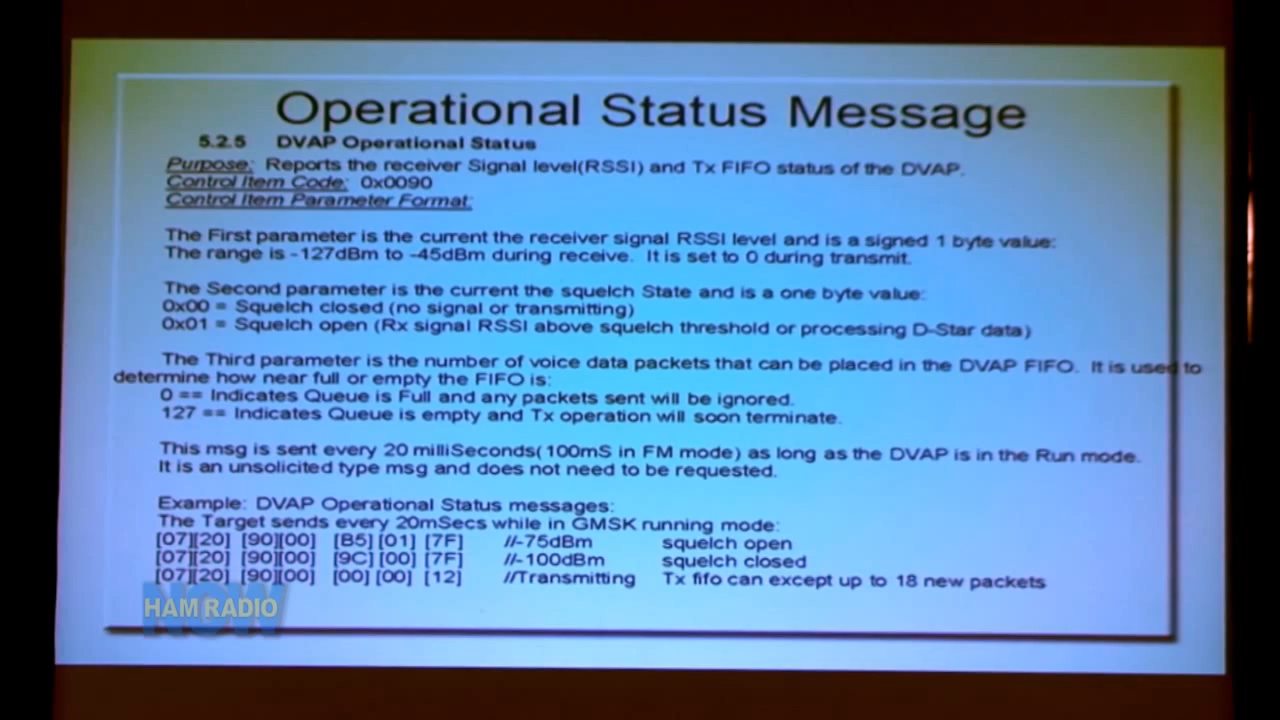 Operational Status Message
5.2.5 DVAP Operational Status
Purpose: Reports the receiver Signal level(RSSI) and Tx FIFO status of the DVAP.
Control Item Code: 0x0090
Control Item Parameter Format:
The First parameter is the current the receiver signal RSSI level and is a signed 1 byte value:
The range is -127dBm to -45dBm during receive. It is set to 0 during transmit.
The Second parameter is the current the squelch State and is a one byte value:
0x00 = Squelch closed (no signal or transmitting)
0x01 = Squelch open (Rx signal RSSI above squelch threshold or processing D-Star data)
The Third parameter is the number of voice data packets that can be placed in the DVAP FIFO. It is used to
determine how near full or empty the FIFO is:
0 == Indicates Queue is Full and any packets sent will be ignored.
127 == Indicates Queue is empty and Tx operation will soon terminate.
This msg is sent every 20 milliSeconds(100mS in FM mode) as long as the DVAP is in the Run mode.
It is an unsolicited type msg and does not need to be requested.
Example: DVAP Operational Status messages:
The Target sends every 20mSecs while in GMSK running mode:
[07][20] [90][00] [B5] [01] [7F] //-75dBm squelch open
[07][20] [90][00] [9C] [00] [7F] //-100dBm squelch closed
[07][20] [90][00] [00] [00] [12] //Transmitting Tx fifo can except up to 18 new packets
HAM RADIO
NOW